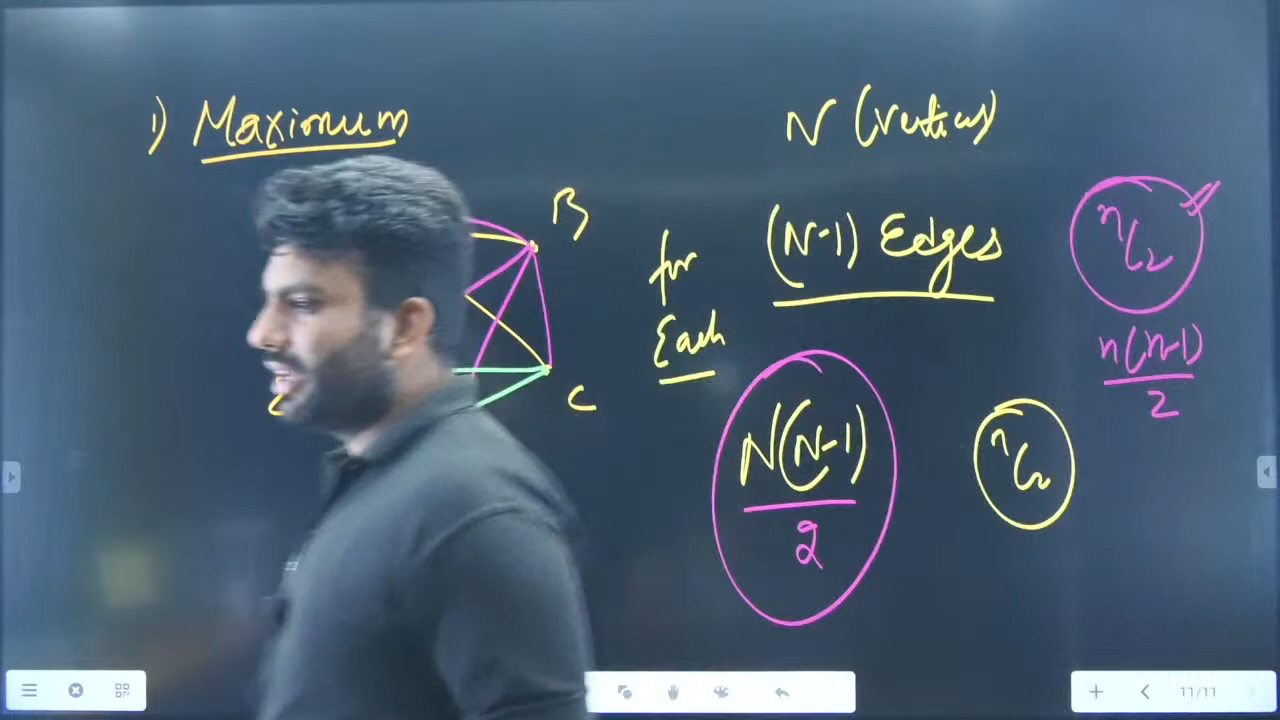 1) Maximum
B
C
for
Each
N (Vertices)
(N-1) Edges
N(N-1)
2
ⁿC₂
n(n-1)
2
ⁿC₂
11/11